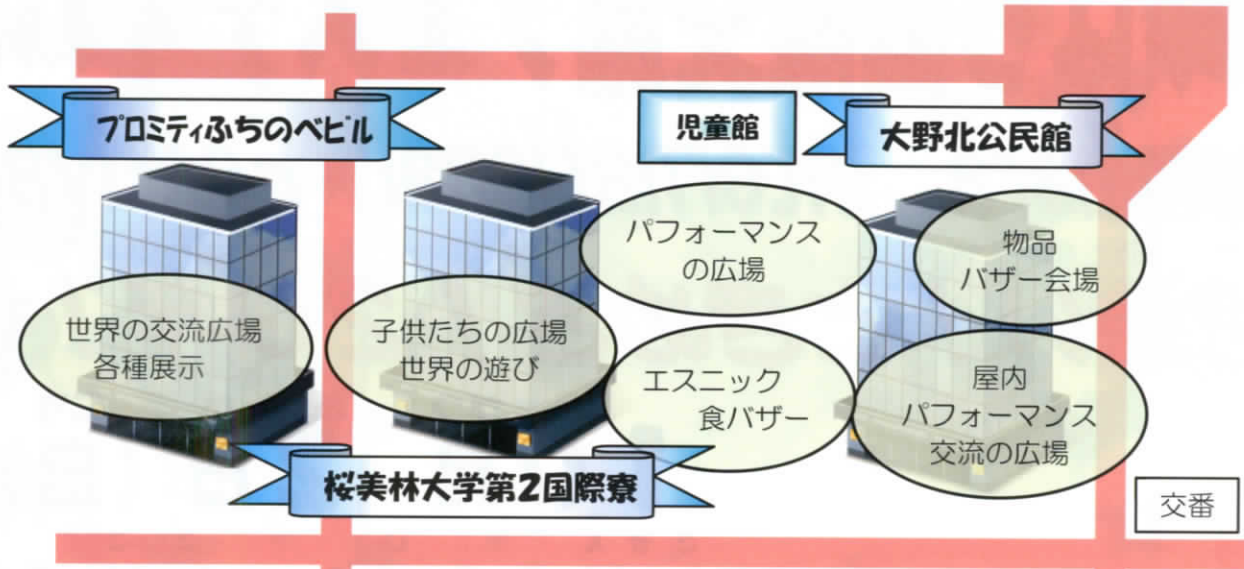 プロミティふちのべビル
児童館
大野北公民館
世界の交流広場
各種展示
子供たちの広場
世界の遊び
パフォーマンス
の広場
エスニック
食バザー
物品
バザー会場
屋内
パフォーマンス
交流の広場
桜美林大学第2国際寮
交番